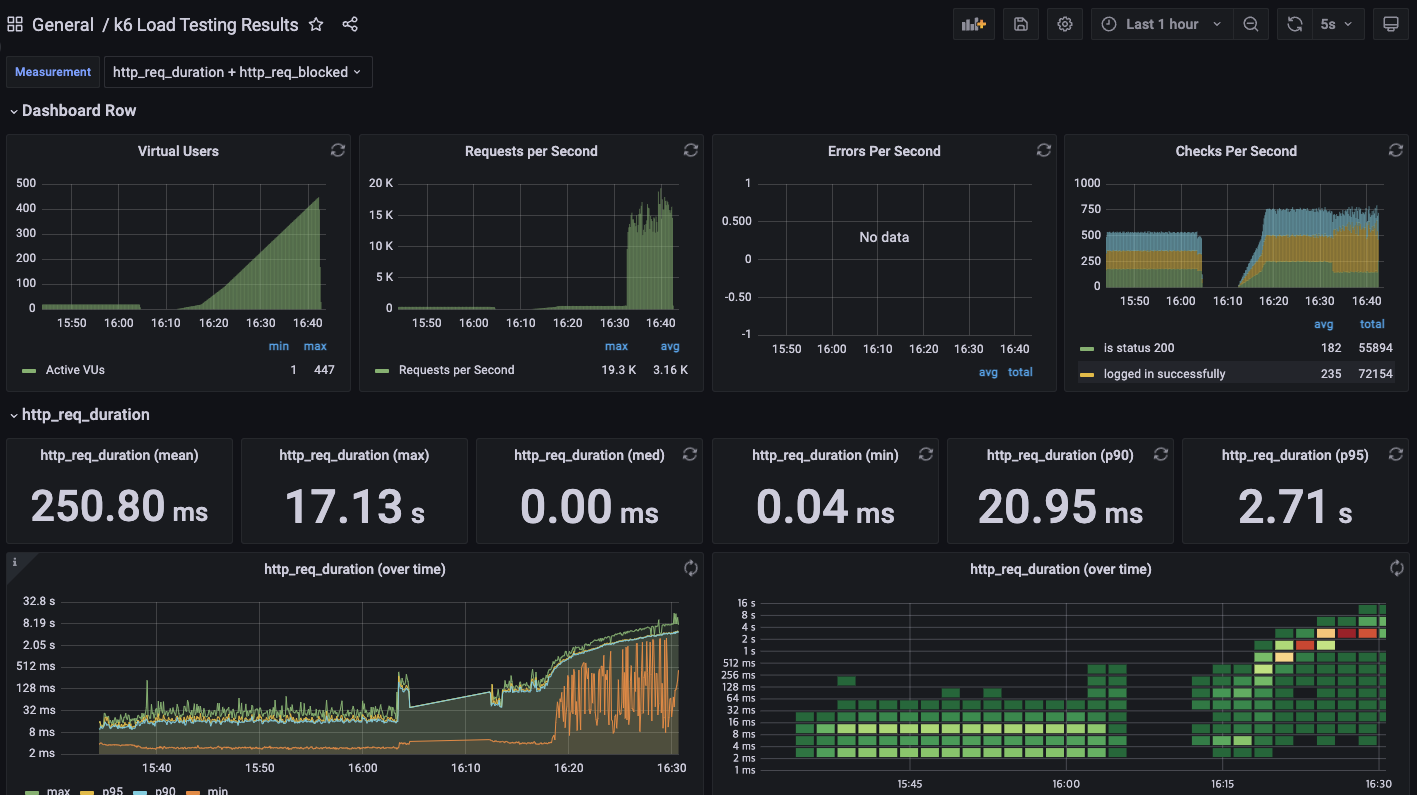 General / k6 Load Testing Results
Last 1 hour
5s
Measurement
http_req_duration + http_req_blocked
Dashboard Row
Virtual Users
500
400
300
200
100
0
15:50 16:00 16:10 16:20 16:30 16:40
min max
Active VUs 1 447
Requests per Second
20 K
15 K
10 K
5 K
0
15:50 16:00 16:10 16:20 16:30 16:40
max avg
Requests per Second 19.3 K 3.16 K
Errors Per Second
1
0.500
0
-0.50
-1
No data
15:50 16:00 16:10 16:20 16:30 16:40
avg total
Checks Per Second
1000
750
500
250
0
15:50 16:00 16:10 16:20 16:30 16:40
avg total
is status 200 182 55894
logged in successfully 235 72154
http_req_duration
http_req_duration (mean)
250.80 ms
http_req_duration (max)
17.13 s
http_req_duration (med)
0.00 ms
http_req_duration (min)
0.04 ms
http_req_duration (p90)
20.95 ms
http_req_duration (p95)
2.71 s
i
http_req_duration (over time)
32.8 s
8.19 s
2.05 s
512 ms
128 ms
32 ms
8 ms
2 ms
15:40 15:50 16:00 16:10 16:20 16:30
max p95 p90 min
http_req_duration (over time)
16 s
8 s
4 s
2 s
1 s
512 ms
256 ms
128 ms
64 ms
32 ms
16 ms
8 ms
4 ms
2 ms
1 ms
15:45 16:00 16:15 16:30